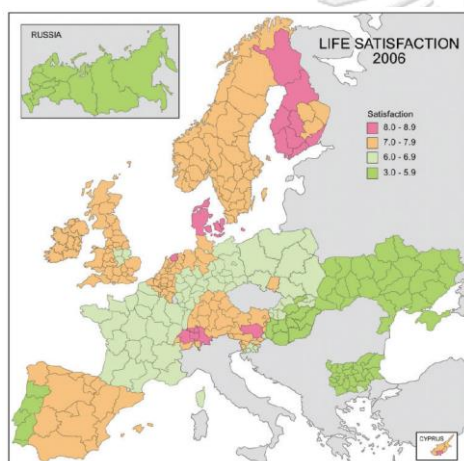 RUSSIA
LIFE SATISFACTION
2006
Satisfaction
8.0 - 8.9
7.0 - 7.9
6.0 - 6.9
3.0 - 5.9
CYPRUS